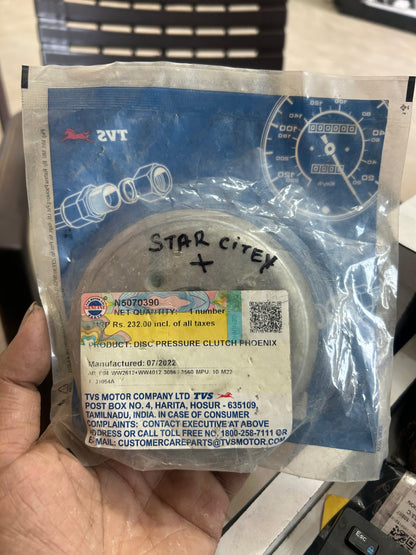 TVS
STAR CITEY
+
N5070390
NET QUANTITY: 1 number
Rs. 232.00 incl. of all taxes
PRODUCT: DISC PRESSURE CLUTCH PHOENIX
Manufactured: 07/2022
TVS MOTOR COMPANY LTD TVS
POST BOX NO. 4, HARITA, HOSUR - 635109,
TAMILNADU, INDIA. IN CASE OF CONSUMER
COMPLAINTS: CONTACT EXECUTIVE AT ABOVE
ADDRESS OR CALL TOLL FREE NO. 1800-258-7111 OR
E-MAIL: CUSTOMERCAREPARTS@TVSMOTOR.COM
Esc